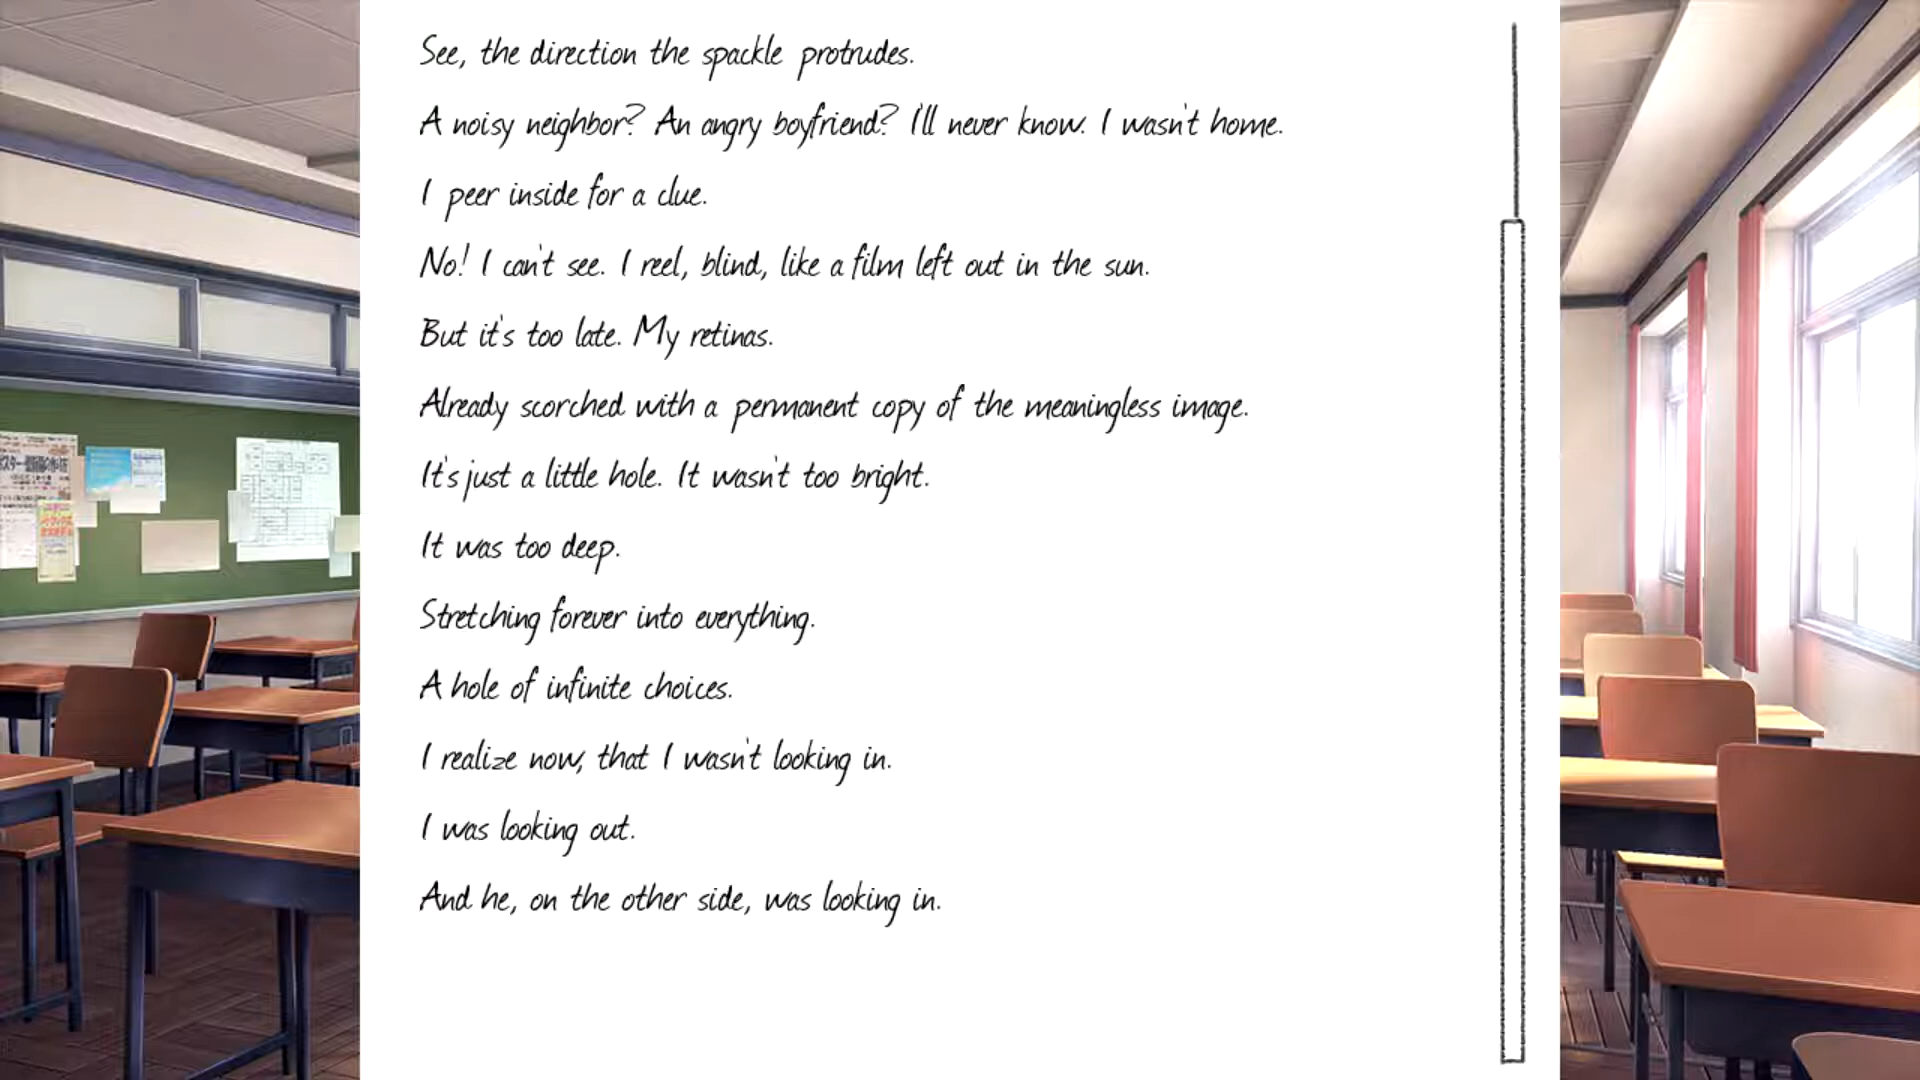 See, the direction the spackle protrudes.
A noisy neighbor? An angry boyfriend? I'll never know. I wasn't home.
I peer inside for a clue.
No! I can't see. I reel, blind, like a film left out in the sun.
But it's too late. My retinas.
Already scorched with a permanent copy of the meaningless image.
It's just a little hole. It wasn't too bright.
It was too deep.
Stretching forever into everything.
A hole of infinite choices.
I realize now, that I wasn't looking in.
I was looking out.
And he, on the other side, was looking in.